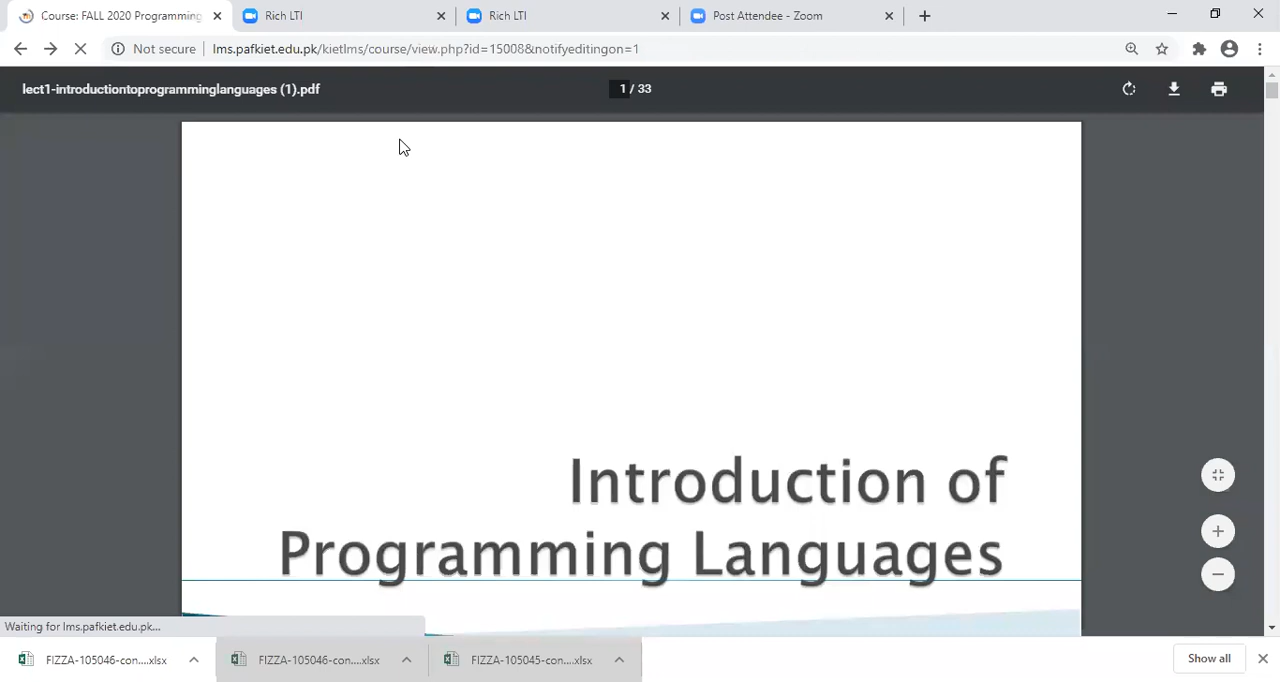 Course: FALL 2020 Programming
Rich LTI
Rich LTI
Post Attendee - Zoom
Not secure
lms.pafkiet.edu.pk/kietlms/course/view.php?id=15008&notifyeditingon=1
lect1-introductiontoprogramminglanguages (1).pdf
1 / 33
Introduction of
Programming Languages
Waiting for lms.pafkiet.edu.pk...
FIZZA-105046-con....xlsx
FIZZA-105046-con....xlsx
FIZZA-105045-con....xlsx
Show all